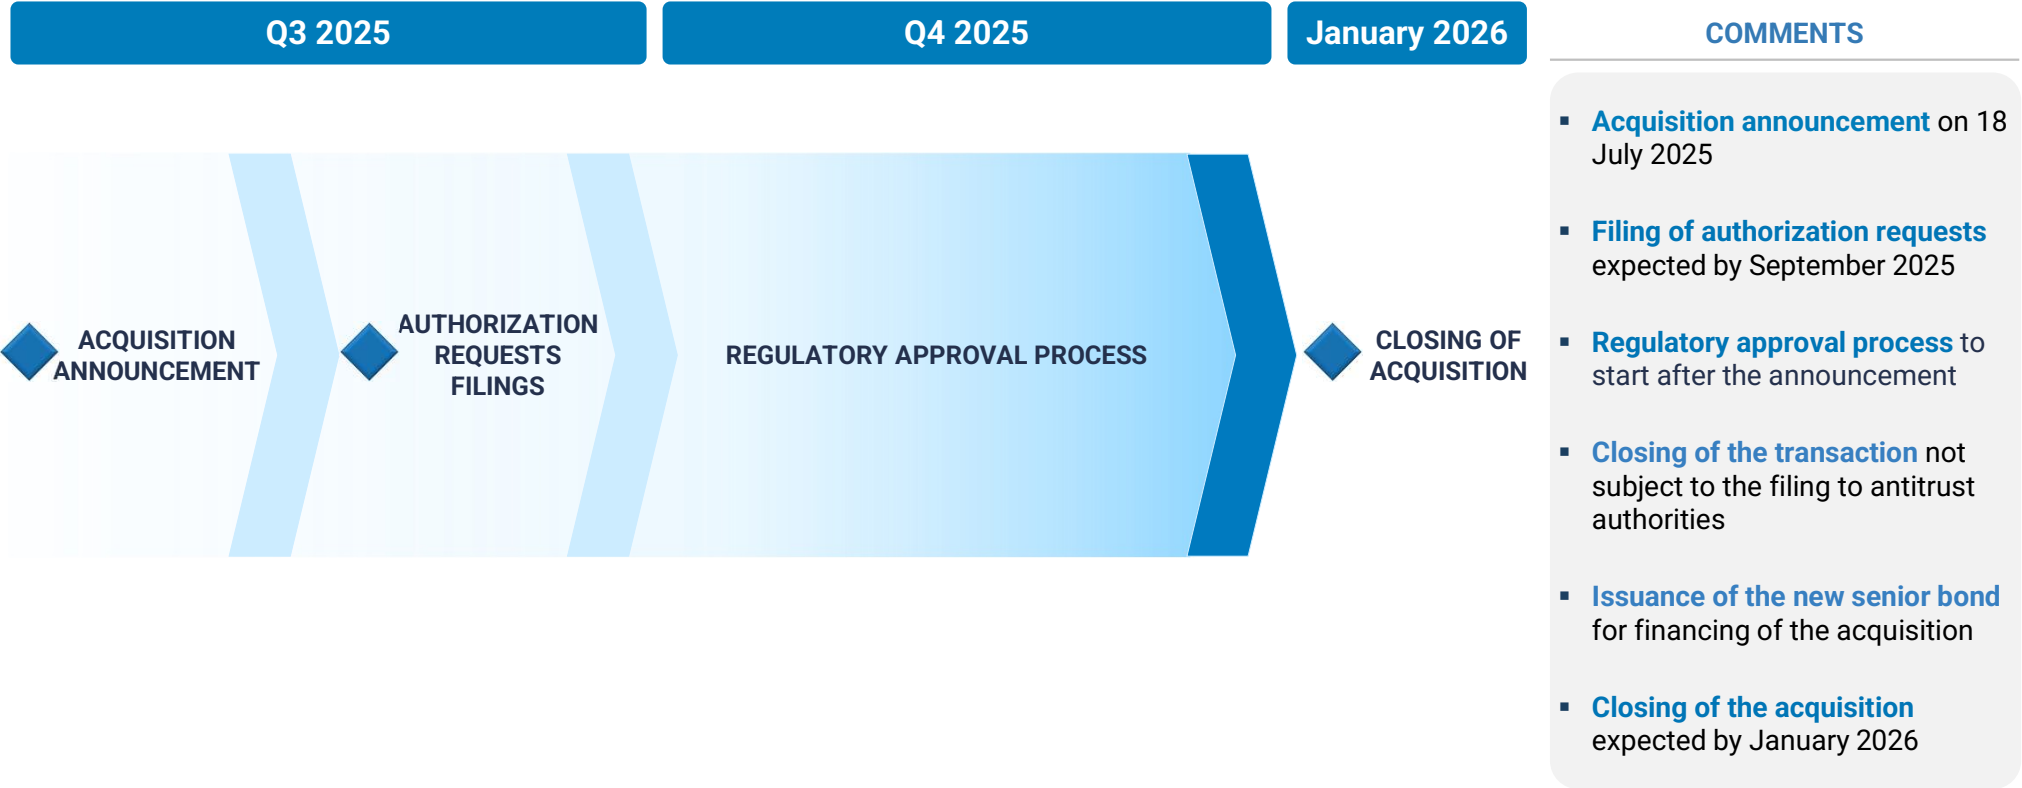 Q3 2025
Q4 2025
January 2026
COMMENTS
ACQUISITION
ANNOUNCEMENT
AUTHORIZATION
REQUESTS
FILINGS
REGULATORY APPROVAL PROCESS
CLOSING OF
ACQUISITION
▪ Acquisition announcement on 18
July 2025
▪ Filing of authorization requests
expected by September 2025
▪ Regulatory approval process to
start after the announcement
▪ Closing of the transaction not
subject to the filing to antitrust
authorities
▪ Issuance of the new senior bond
for financing of the acquisition
▪ Closing of the acquisition
expected by January 2026